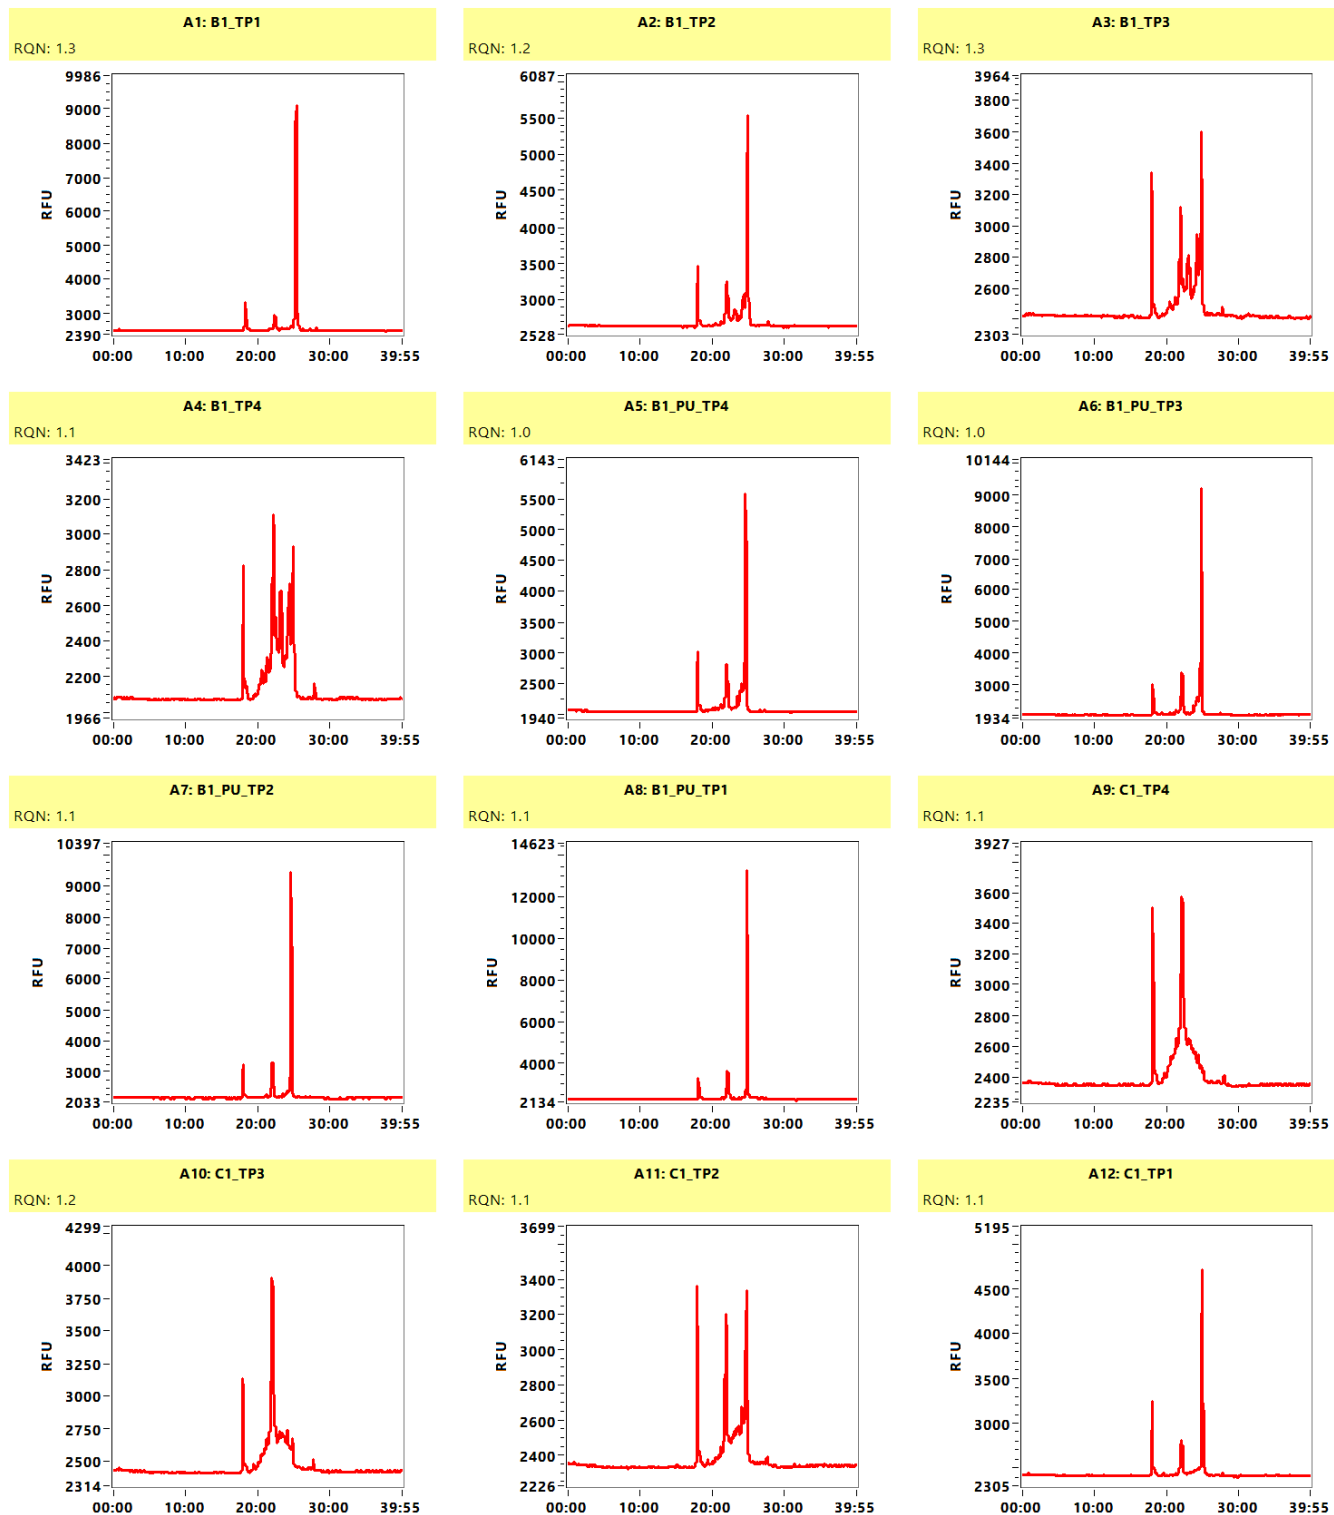 A1: B1_TP1
RQN: 1.3
9986
9000
8000
7000
6000
5000
4000
3000
2390
RFU
00:00 10:00 20:00 30:00 39:55
A2: B1_TP2
RQN: 1.2
6087
5500
5000
4500
4000
3500
3000
2528
RFU
00:00 10:00 20:00 30:00 39:55
A3: B1_TP3
RQN: 1.3
3964
3800
3600
3400
3200
3000
2800
2600
2303
RFU
00:00 10:00 20:00 30:00 39:55
A4: B1_TP4
RQN: 1.1
3423
3200
3000
2800
2600
2400
2200
1966
RFU
00:00 10:00 20:00 30:00 39:55
A5: B1_PU_TP4
RQN: 1.0
6143
5500
5000
4500
4000
3500
3000
2500
1940
RFU
00:00 10:00 20:00 30:00 39:55
A6: B1_PU_TP3
RQN: 1.0
10144
9000
8000
7000
6000
5000
4000
3000
1934
RFU
00:00 10:00 20:00 30:00 39:55
A7: B1_PU_TP2
RQN: 1.1
10397
9000
8000
7000
6000
5000
4000
3000
2033
RFU
00:00 10:00 20:00 30:00 39:55
A8: B1_PU_TP1
RQN: 1.1
14623
12000
10000
8000
6000
4000
2134
RFU
00:00 10:00 20:00 30:00 39:55
A9: C1_TP4
RQN: 1.1
3927
3600
3400
3200
3000
2800
2600
2400
2235
RFU
00:00 10:00 20:00 30:00 39:55
A10: C1_TP3
RQN: 1.2
4299
4000
3750
3500
3250
3000
2750
2500
2314
RFU
00:00 10:00 20:00 30:00 39:55
A11: C1_TP2
RQN: 1.1
3699
3400
3200
3000
2800
2600
2400
2226
RFU
00:00 10:00 20:00 30:00 39:55
A12: C1_TP1
RQN: 1.1
5195
4500
4000
3500
3000
2305
RFU
00:00 10:00 20:00 30:00 39:55